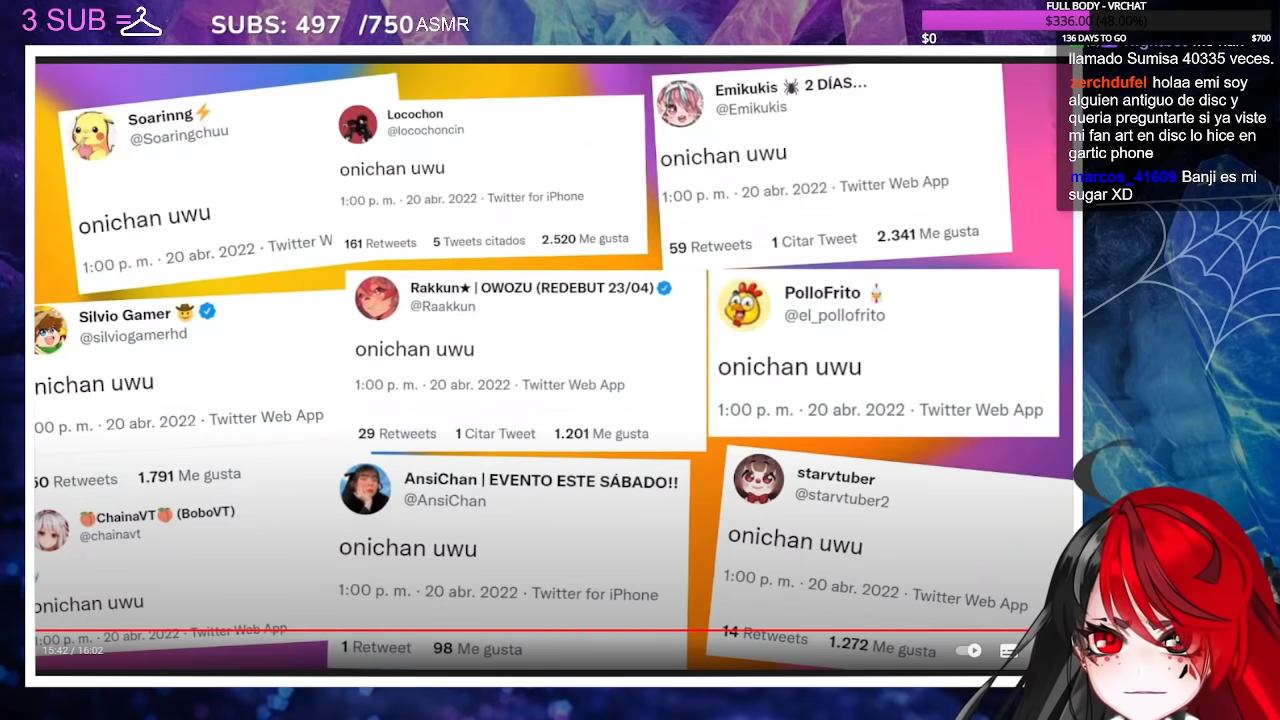 3 SUB =
SUBS: 497 /750 ASMR
FULL BODY - VRCHAT
$336.00 (48.00%)
$0
136 DAYS TO GO
$700
llamado Sumisa 40335 veces.
zerchdufel holaa emi soy
alguien antiguo de disc y
queria preguntarte si ya viste
mi fan art en disc lo hice en
gartic phone
marcos_41609 Banji es mi
sugar XD
Soarinng⚡
@Soaringchuu
onichan uwu
1:00 p. m. · 20 abr. 2022 · Twitter W
Locochon
@locochoncin
onichan uwu
1:00 p. m. · 20 abr. 2022 · Twitter for iPhone
161 Retweets 5 Tweets citados 2.520 Me gusta
Emikukis 🕷 2 DÍAS...
@Emikukis
onichan uwu
1:00 p. m. · 20 abr. 2022 · Twitter Web App
59 Retweets 1 Citar Tweet 2.341 Me gusta
Silvio Gamer 🤠
@silviogamerhd
nichan uwu
00 p. m. · 20 abr. 2022 · Twitter Web App
50 Retweets 1.791 Me gusta
Rakkun★ | OWOZU (REDEBUT 23/04)
@Raakkun
onichan uwu
1:00 p. m. · 20 abr. 2022 · Twitter Web App
29 Retweets 1 Citar Tweet 1.201 Me gusta
PolloFrito 🐓
@el_pollofrito
onichan uwu
1:00 p. m. · 20 abr. 2022 · Twitter Web App
🍑ChainaVT🍑 (BoboVT)
@chainavt
onichan uwu
1:00 p. m. · 20 abr. 2022 · Twitter Web App
AnsiChan | EVENTO ESTE SÁBADO!!
@AnsiChan
onichan uwu
1:00 p. m. · 20 abr. 2022 · Twitter for iPhone
1 Retweet 98 Me gusta
starvtuber
@starvtuber2
onichan uwu
1:00 p. m. · 20 abr. 2022 · Twitter Web App
14 Retweets 1.272 Me gusta
15:42 / 16:02